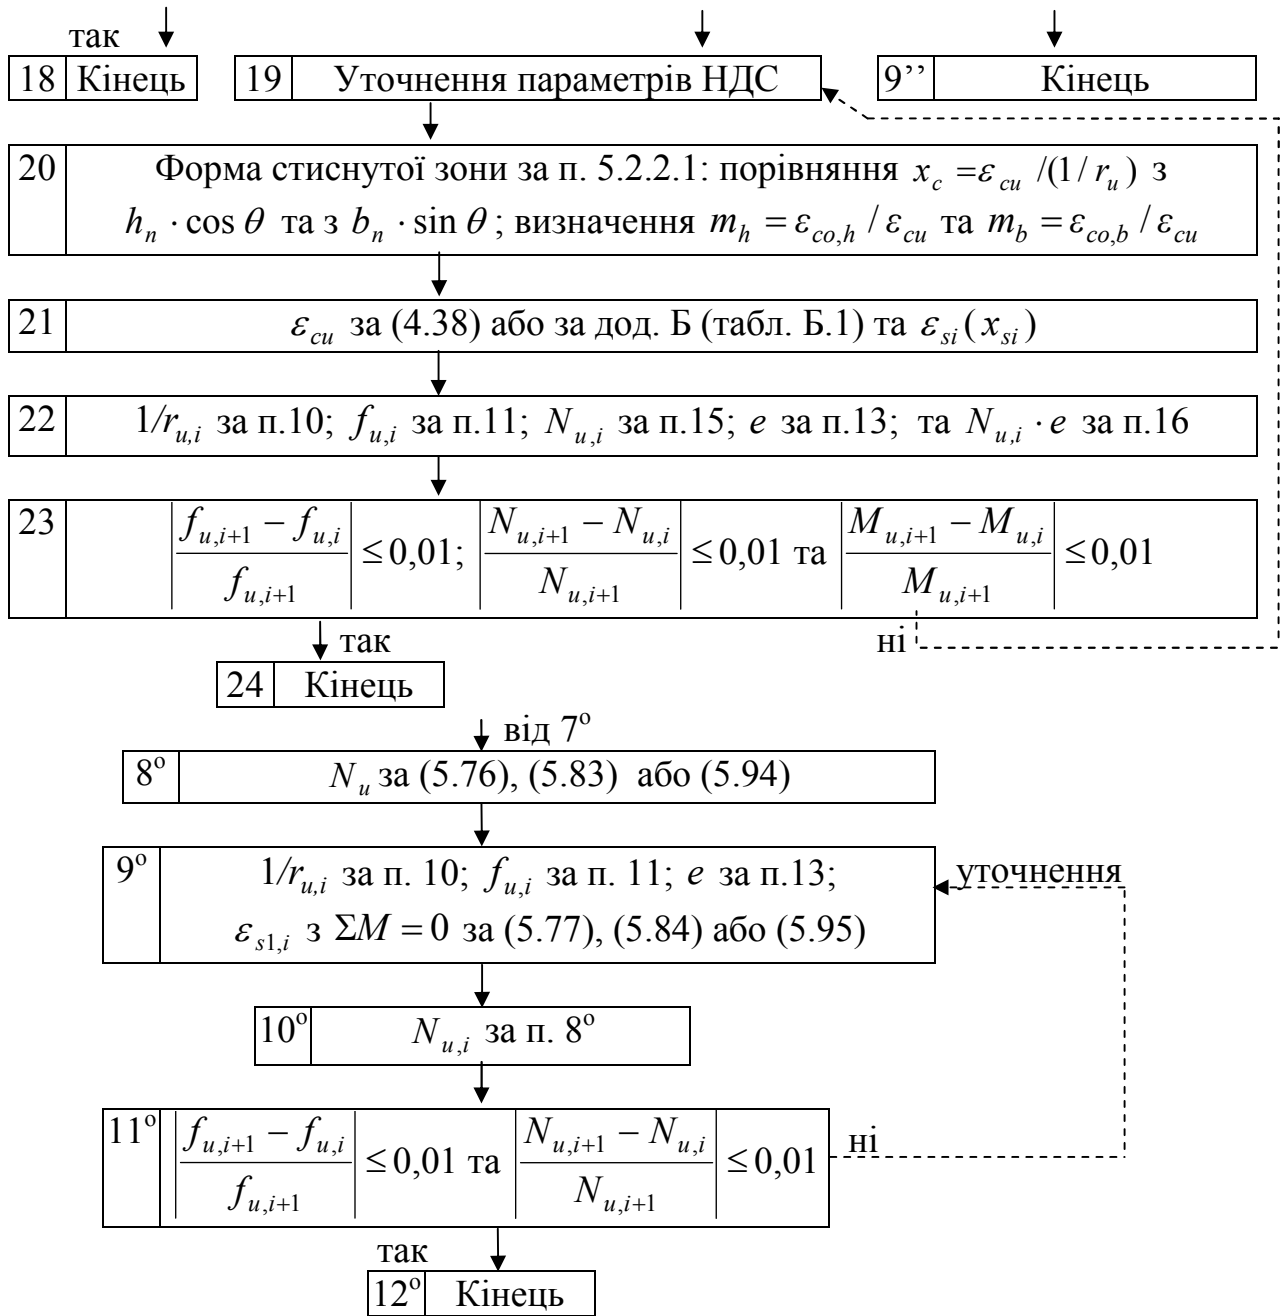 так
18 Кінець 19 Уточнення параметрів НДС 9’’ Кінець
20 Форма стиснутої зони за п. 5.2.2.1: порівняння x_c = ε_cu /(1/ r_u) з
h_n · cos θ та з b_n · sin θ ; визначення m_h = ε_co,h / ε_cu та m_b = ε_co,b / ε_cu
21 ε_cu за (4.38) або за дод. Б (табл. Б.1) та ε_si (x_si)
22 1/r_u,i за п.10; f_u,i за п.11; N_u,i за п.15; e за п.13; та N_u,i · e за п.16
23 |(f_u,i+1 − f_u,i) / f_u,i+1| ≤ 0,01; |(N_u,i+1 − N_u,i) / N_u,i+1| ≤ 0,01 та |(M_u,i+1 − M_u,i) / M_u,i+1| ≤ 0,01
так ні
24 Кінець
від 7°
8° N_u за (5.76), (5.83) або (5.94)
9° 1/r_u,i за п. 10; f_u,i за п. 11; e за п.13;
ε_s1,i з ΣM = 0 за (5.77), (5.84) або (5.95)
уточнення
10° N_u,i за п. 8°
11° |(f_u,i+1 − f_u,i) / f_u,i+1| ≤ 0,01 та |(N_u,i+1 − N_u,i) / N_u,i+1| ≤ 0,01
ні
так
12° Кінець